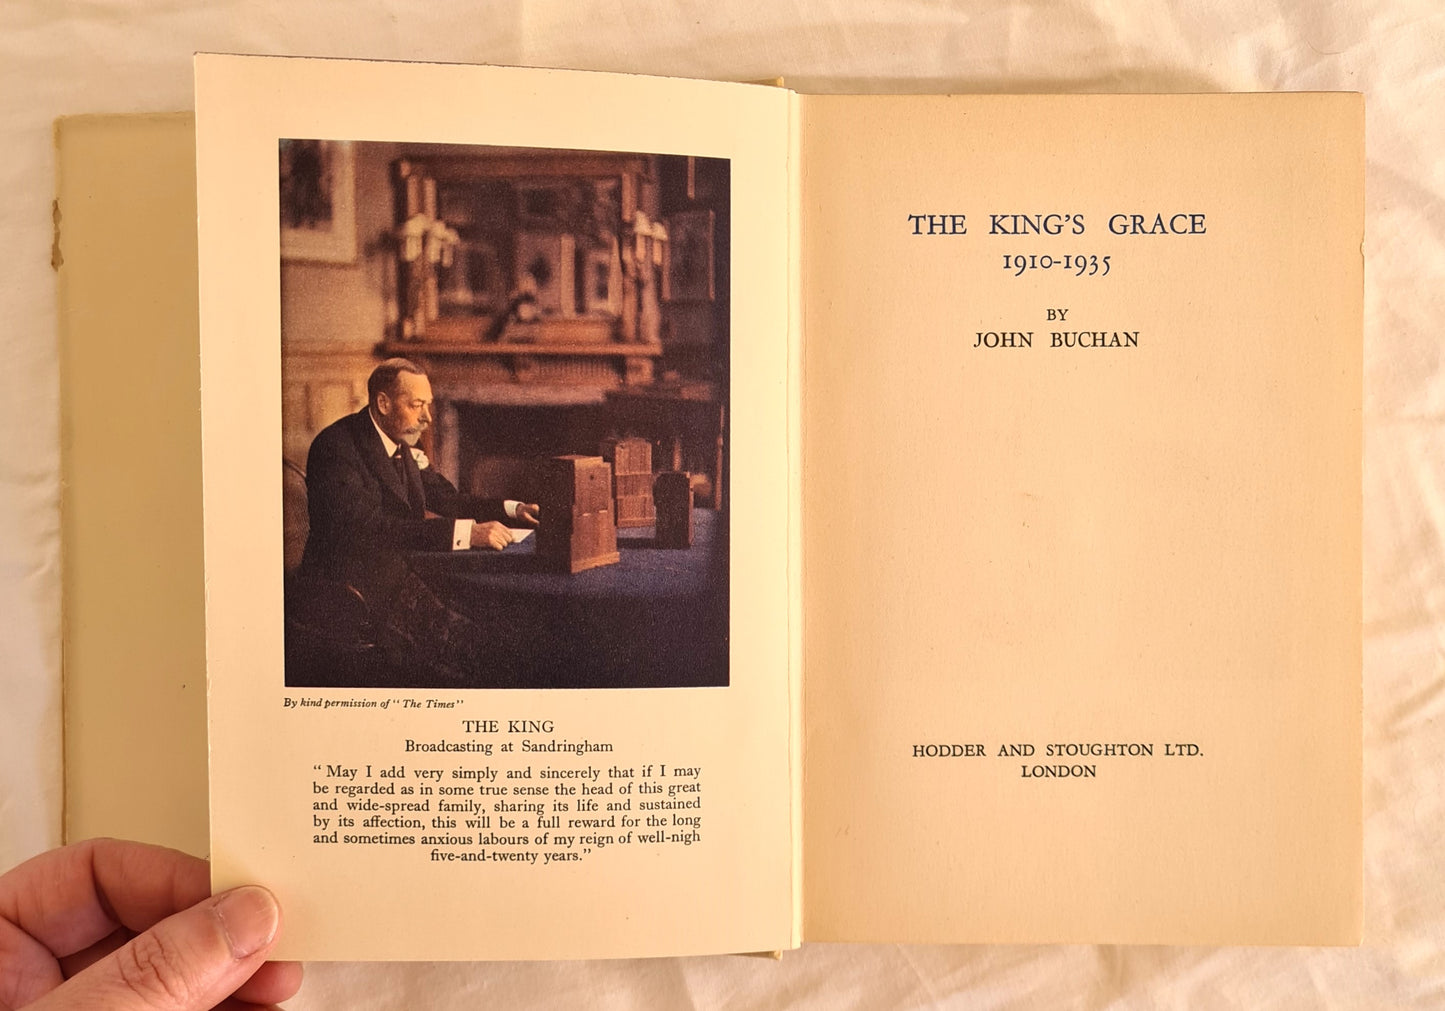 By kind permission of "The Times"
THE KING
Broadcasting at Sandringham
"May I add very simply and sincerely that if I may
be regarded as in some true sense the head of this great
and wide-spread family, sharing its life and sustained
by its affection, this will be a full reward for the long
and sometimes anxious labours of my reign of well-nigh
five-and-twenty years."
THE KING'S GRACE
1910-1935
BY
JOHN BUCHAN
HODDER AND STOUGHTON LTD.
LONDON